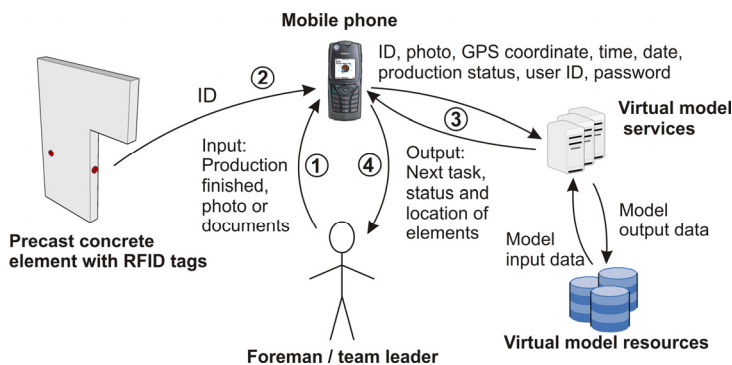 Mobile phone
ID, photo, GPS coordinate, time, date,
production status, user ID, password
ID
2
3
Virtual model
services
Input:
Production
finished,
photo or
documents
1
4
Output:
Next task,
status and
location of
elements
Model
output data
Model
input data
Precast concrete
element with RFID tags
Foreman / team leader
Virtual model resources